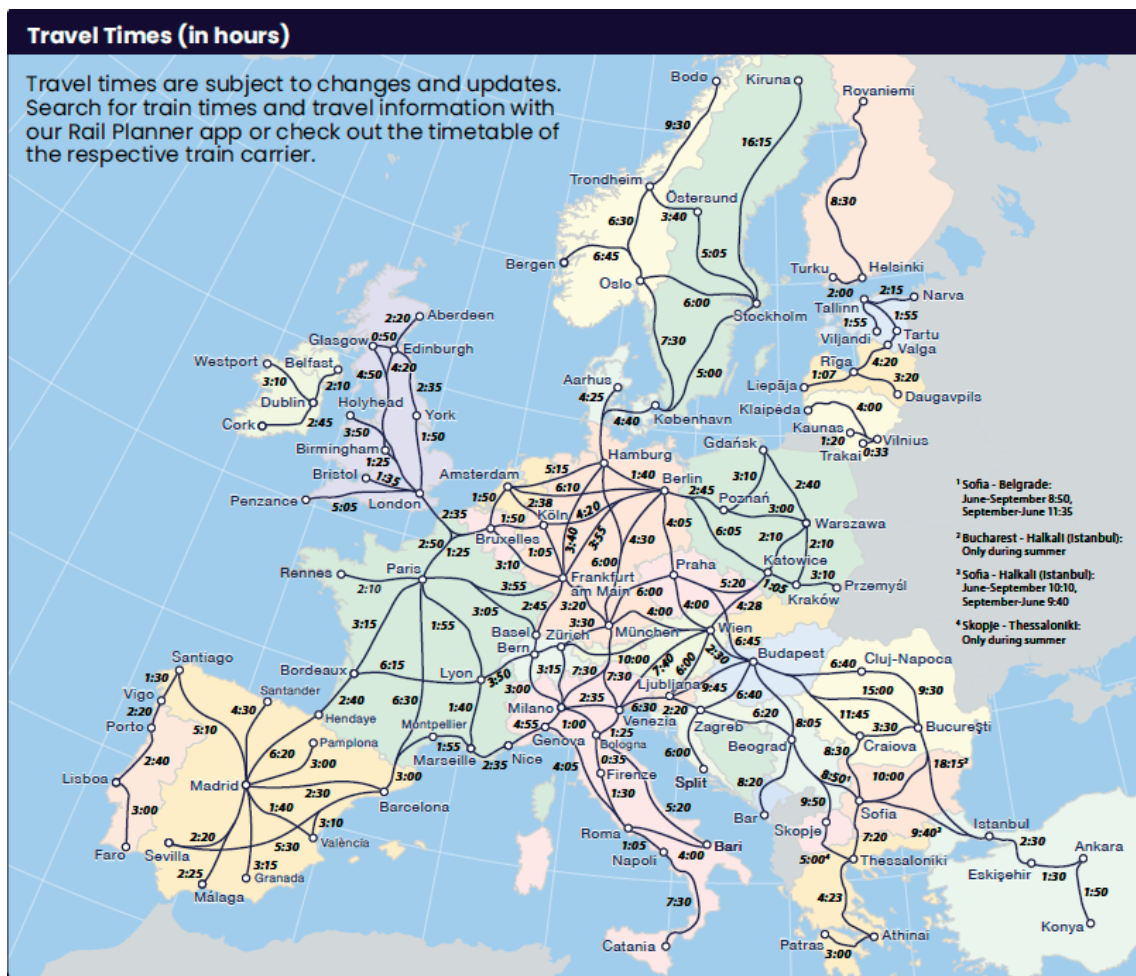 Travel Times (in hours)
Travel times are subject to changes and updates.
Search for train times and travel information with
our Rail Planner app or check out the timetable of
the respective train carrier.
Bodø
Kiruna
Rovaniemi
9:30
16:15
Trondheim
Östersund
3:40
8:30
6:30
5:05
6:45
Bergen
Oslo
Turku
Helsinki
2:00
2:15
Narva
Tallinn
6:00
Stockholm
1:55
1:55
Viljandi
Tartu
Valga
2:20
Aberdeen
0:50
Glasgow
Edinburgh
7:30
4:20
Rīga
Westport
Belfast
4:50
4:20
5:00
1:07
3:20
3:10
2:10
2:35
Aarhus
4:25
Liepāja
Daugavpils
Dublin
Holyhead
York
København
Klaipėda
4:00
Cork
2:45
3:50
1:50
4:40
Kaunas
1:20
Vilnius
Trakai
0:33
Birmingham
1:25
Gdańsk
Hamburg
Bristol
1:35
Amsterdam
5:15
1:40
3:10
2:40
6:10
Berlin
Penzance
5:05
London
1:50
2:38
2:45
Poznań
3:00
Warszawa
2:35
1:50
Köln
4:20
4:05
6:05
2:10
2:10
Bruxelles
3:40
3:55
4:30
2:50
1:25
1:05
6:00
Katowice
Rennes
Paris
3:10
Praha
1:05
3:10
Przemyśl
2:10
3:55
Frankfurt
am Main
5:20
Kraków
6:00
3:05
2:45
3:20
4:00
4:28
3:15
1:55
Basel
3:30
4:00
Zürich
München
Wien
6:45
Bern
10:00
Budapest
Santiago
Bordeaux
6:15
Lyon
3:50
3:15
7:30
7:40
6:00
2:30
6:40
Cluj-Napoca
1:30
3:00
7:30
Ljubljana
9:45
6:40
15:00
9:30
Vigo
2:20
Santander
2:40
6:30
1:40
Milano
2:35
6:30
2:20
Porto
5:10
4:30
Hendaye
Montpellier
4:55
1:00
Venezia
Zagreb
6:20
8:05
11:45
3:30
Bucureşti
6:20
Pamplona
1:55
Marseille
Nice
2:35
Genova
1:25
Bologna
Beograd
Craiova
2:40
3:00
4:05
0:35
Firenze
6:00
8:30
18:15²
Lisboa
Madrid
3:00
1:30
Split
8:20
8:50¹
10:00
2:30
Barcelona
3:00
1:40
3:10
5:20
Bar
9:50
Sofia
Istanbul
2:20
5:30
València
Roma
Skopje
7:20
9:40³
2:30
Ankara
Faro
Sevilla
1:05
Bari
Napoli
4:00
5:00⁴
Thessaloniki
Eskişehir
1:30
2:25
3:15
Granada
Málaga
1:50
7:30
4:23
Konya
Catania
Patras
3:00
Athinai
¹ Sofia - Belgrade:
June-September 8:50,
September-June 11:35
² Bucharest - Halkali (Istanbul):
Only during summer
³ Sofia - Halkali (Istanbul):
June-September 10:10,
September-June 9:40
⁴ Skopje - Thessaloniki:
Only during summer